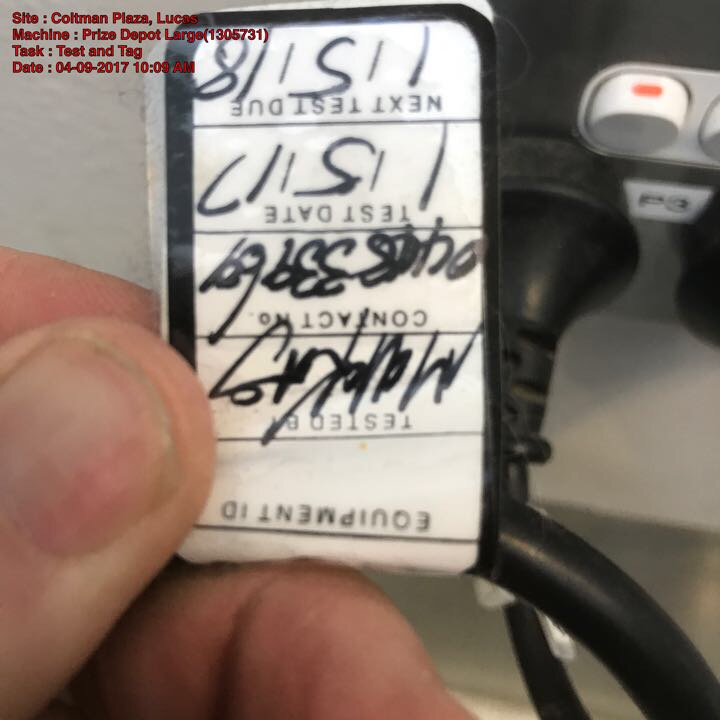 Site : Coltman Plaza, Lucas
Machine : Prize Depot Large(1305731)
Task : Test and Tag
Date : 04-09-2017 10:09 AM
EQUIPMENT ID
TESTED BY
CONTACT No.
TEST DATE
1/5/17
NEXT TEST DUE
1/5/18
P3